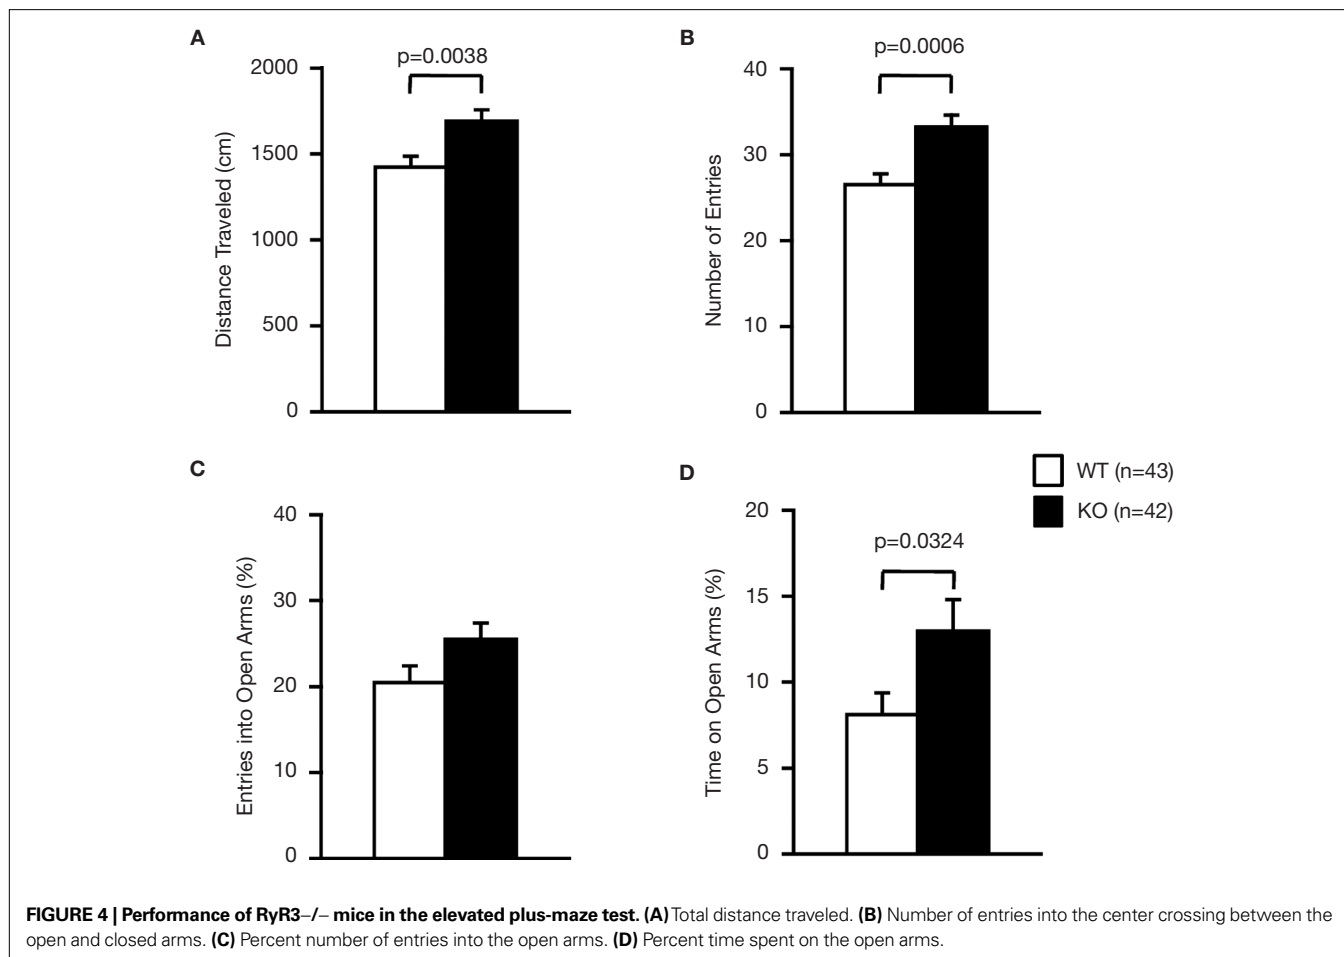 A
p=0.0038
2000
1500
1000
500
0
Distance Traveled (cm)
B
p=0.0006
40
30
20
10
0
Number of Entries
C
40
30
20
10
0
Entries into Open Arms (%)
D
p=0.0324
20
15
10
5
0
Time on Open Arms (%)
WT (n=43)
KO (n=42)
FIGURE 4 | Performance of RyR3–/– mice in the elevated plus-maze test. (A) Total distance traveled. (B) Number of entries into the center crossing between the
open and closed arms. (C) Percent number of entries into the open arms. (D) Percent time spent on the open arms.